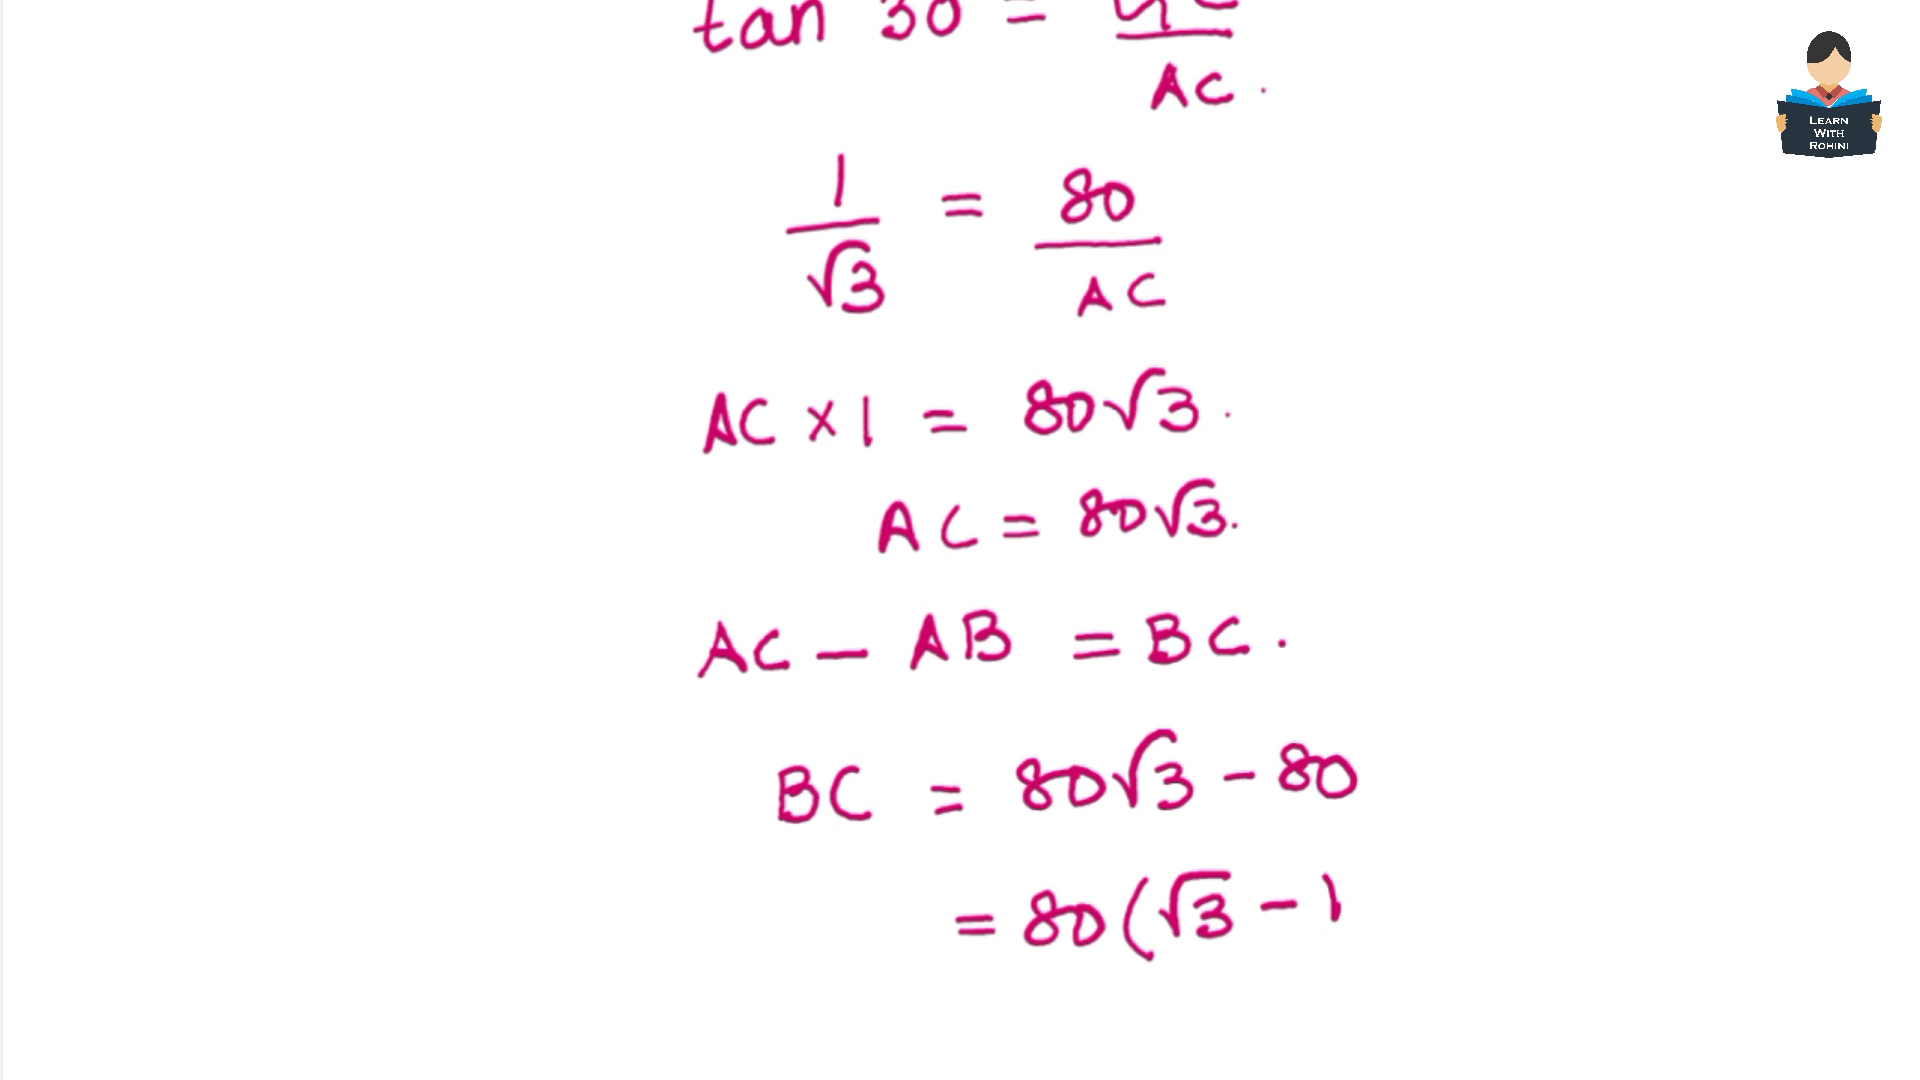 tan 30 =
AC.
1/√3 = 80/AC
AC × 1 = 80√3.
AC = 80√3.
AC − AB = BC.
BC = 80√3 − 80
= 80(√3 − 1
LEARN
WITH
ROHINI